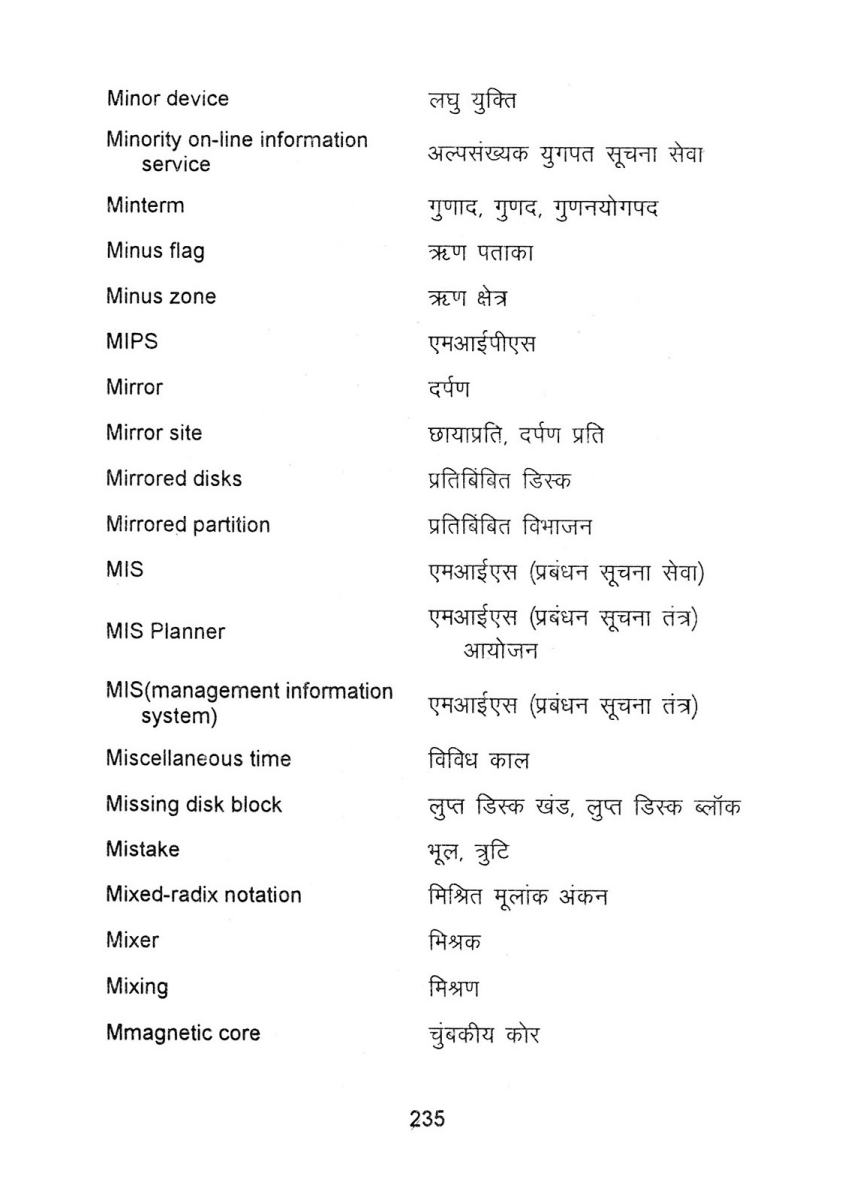 Minor device लघु युक्ति
Minority on-line information
service अल्पसंख्यक युगपत सूचना सेवा
Minterm गुणाद, गुणद, गुणनयोगपद
Minus flag ऋण पताका
Minus zone ऋण क्षेत्र
MIPS एमआईपीएस
Mirror दर्पण
Mirror site छायाप्रति, दर्पण प्रति
Mirrored disks प्रतिबिंबित डिस्क
Mirrored partition प्रतिबिंबित विभाजन
MIS एमआईएस (प्रबंधन सूचना सेवा)
MIS Planner एमआईएस (प्रबंधन सूचना तंत्र)
आयोजन
MIS(management information
system) एमआईएस (प्रबंधन सूचना तंत्र)
Miscellaneous time विविध काल
Missing disk block लुप्त डिस्क खंड, लुप्त डिस्क ब्लॉक
Mistake भूल, त्रुटि
Mixed-radix notation मिश्रित मूलांक अंकन
Mixer मिश्रक
Mixing मिश्रण
Mmagnetic core चुंबकीय कोर
235